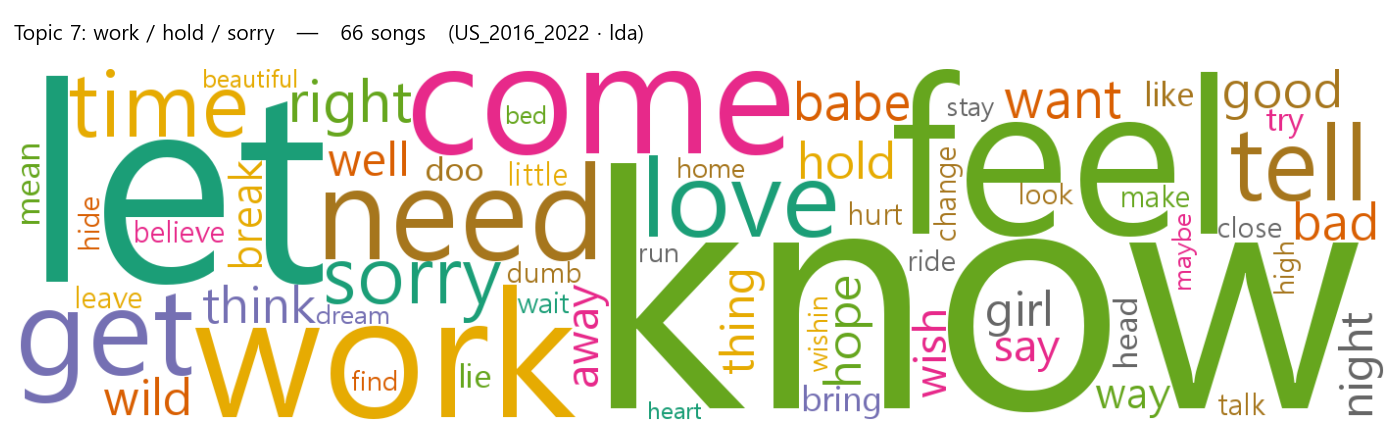 Topic 7: work / hold / sorry — 66 songs (US_2016_2022 · lda)
beautiful
time
right
come
bed
babe
feel
stay
want
like
good
try
let
mean
hide
believe
break
well
doo
little
need
love
home
hold
hurt
change
look
make
tell
maybe
close
bad
high
know
run
ride
sorry
dumb
wait
away
leave
think
dream
get
work
wild
find
lie
thing
wishin
hope
wish
girl
say
head
way
night
heart
bring
talk